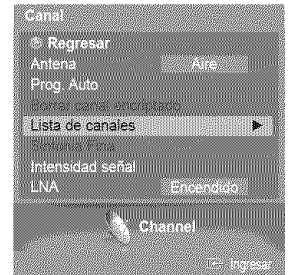 Canal
Regresar
Antena Aire
Prog. Auto
Borrar canal encriptado
Lista de canales
Sintonía Fina
Intensidad señal
LNA Encendido
Channel
Ingresar